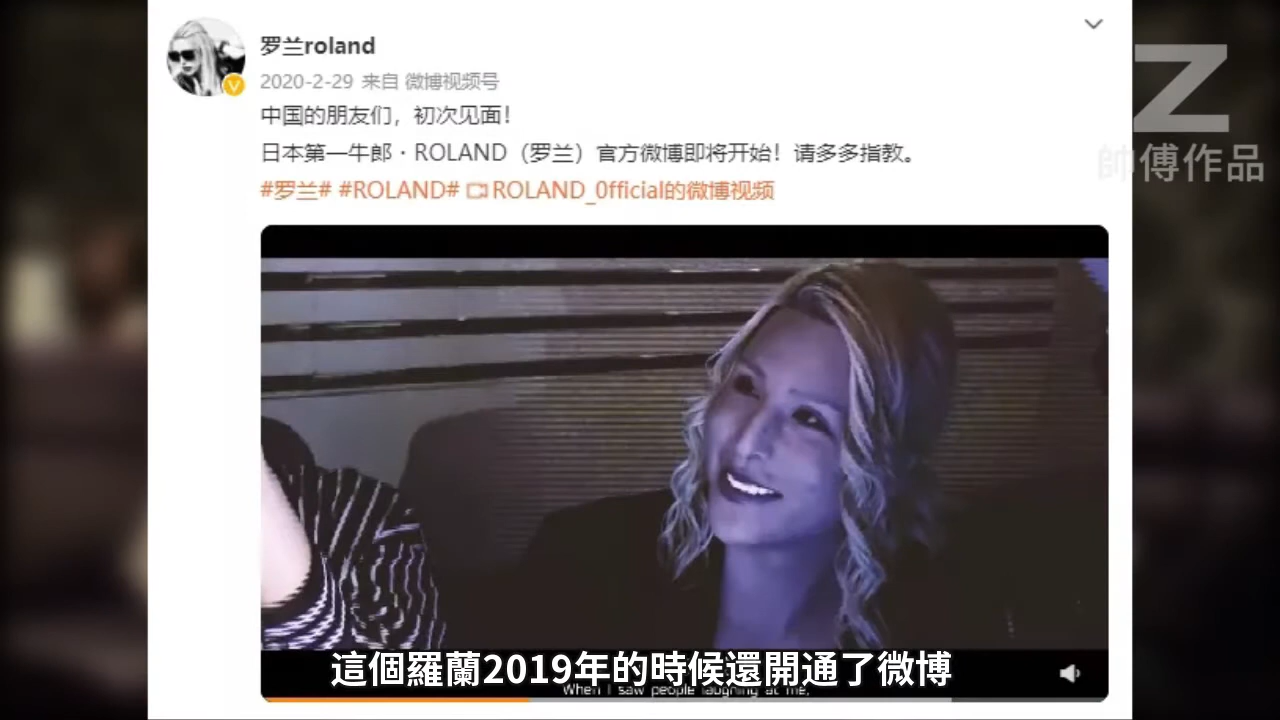 罗兰roland
2020-2-29 来自 微博视频号
中国的朋友们，初次见面！
日本第一牛郎·ROLAND（罗兰）官方微博即将开始！请多多指教。
#罗兰# #ROLAND# ROLAND_0fficial的微博视频
Z
帥傅作品
這個羅蘭2019年的時候還開通了微博
When I saw people laughing at me,